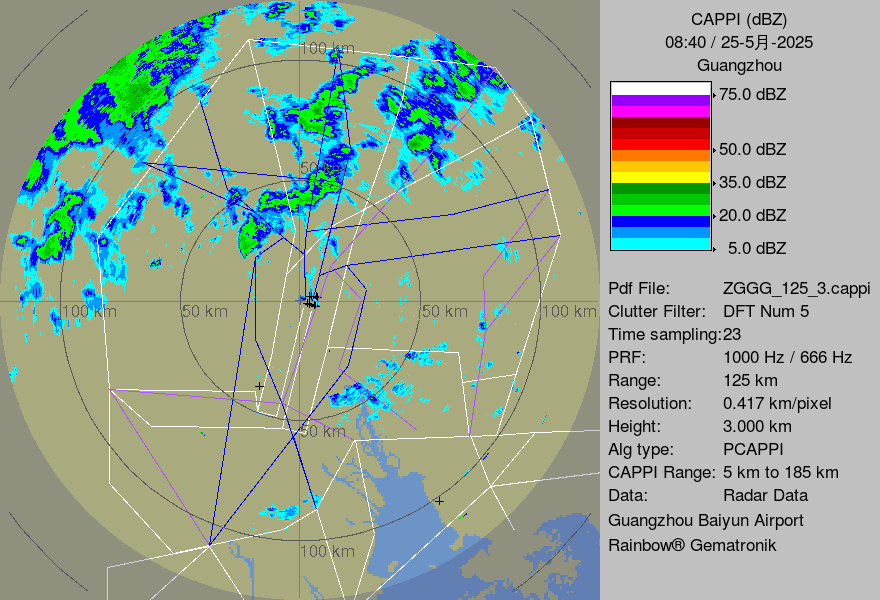 100 km
50 km
100 km
50 km
50 km
100 km
50 km
100 km
CAPPI (dBZ)
08:40 / 25-5月-2025
Guangzhou
75.0 dBZ
50.0 dBZ
35.0 dBZ
20.0 dBZ
5.0 dBZ
Pdf File: ZGGG_125_3.cappi
Clutter Filter: DFT Num 5
Time sampling:23
PRF: 1000 Hz / 666 Hz
Range: 125 km
Resolution: 0.417 km/pixel
Height: 3.000 km
Alg type: PCAPPI
CAPPI Range: 5 km to 185 km
Data: Radar Data
Guangzhou Baiyun Airport
Rainbow® Gematronik